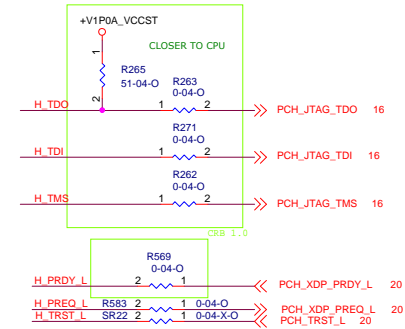 +V1P0A_VCCST
CLOSER TO CPU
1
R265
51-04-O
2
R263
0-04-O
H_TDO 1 2 PCH_JTAG_TDO 16
R271
0-04-O
H_TDI 1 2 PCH_JTAG_TDI 16
R262
0-04-O
H_TMS 1 2 PCH_JTAG_TMS 16
CRB 1.0
R569
0-04-O
H_PRDY_L 2 1 PCH_XDP_PRDY_L 20
H_PREQ_L R583 2 1 0-04-O PCH_XDP_PREQ_L 20
H_TRST_L SR22 2 1 0-04-X-O PCH_TRST_L 20